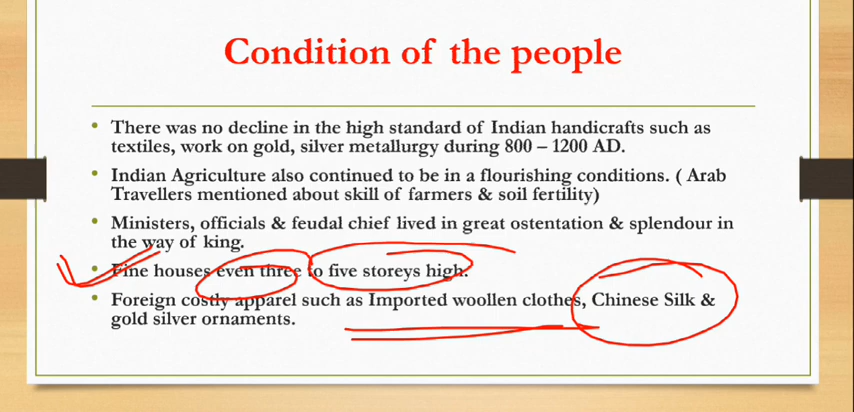 Condition of the people
• There was no decline in the high standard of Indian handicrafts such as
textiles, work on gold, silver metallurgy during 800 – 1200 AD.
• Indian Agriculture also continued to be in a flourishing conditions. ( Arab
Travellers mentioned about skill of farmers & soil fertility)
• Ministers, officials & feudal chief lived in great ostentation & splendour in
the way of king.
• Fine houses even three to five storeys high.
• Foreign costly apparel such as Imported woollen clothes, Chinese Silk &
gold silver ornaments.